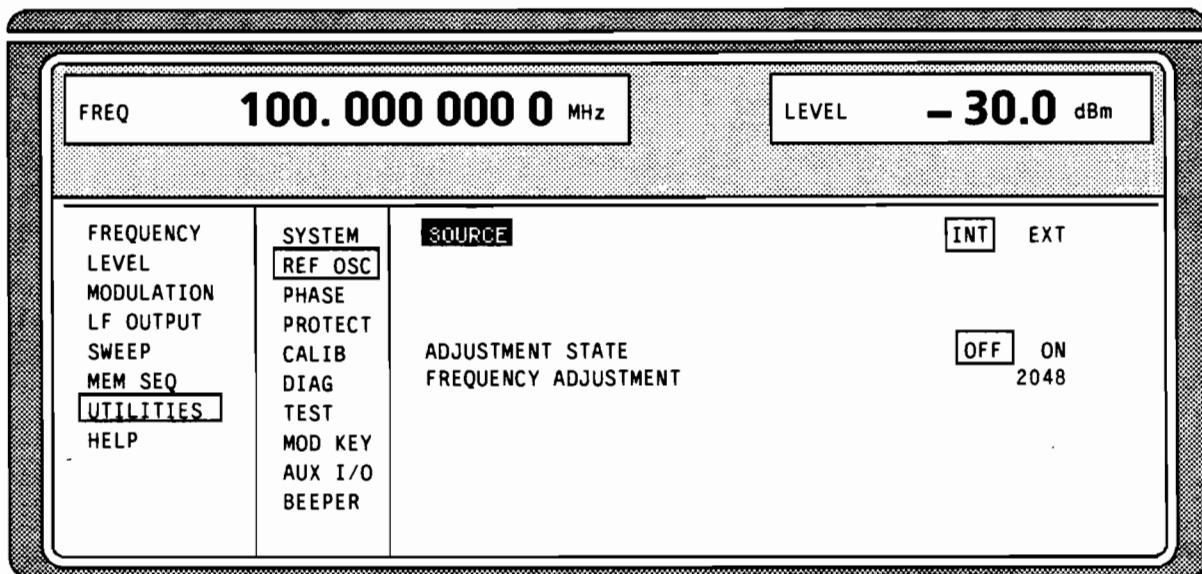 FREQ 100. 000 000 0 MHz
LEVEL – 30.0 dBm
FREQUENCY
LEVEL
MODULATION
LF OUTPUT
SWEEP
MEM SEQ
UTILITIES
HELP
SYSTEM
REF OSC
PHASE
PROTECT
CALIB
DIAG
TEST
MOD KEY
AUX I/O
BEEPER
SOURCE INT EXT
ADJUSTMENT STATE OFF ON
FREQUENCY ADJUSTMENT 2048